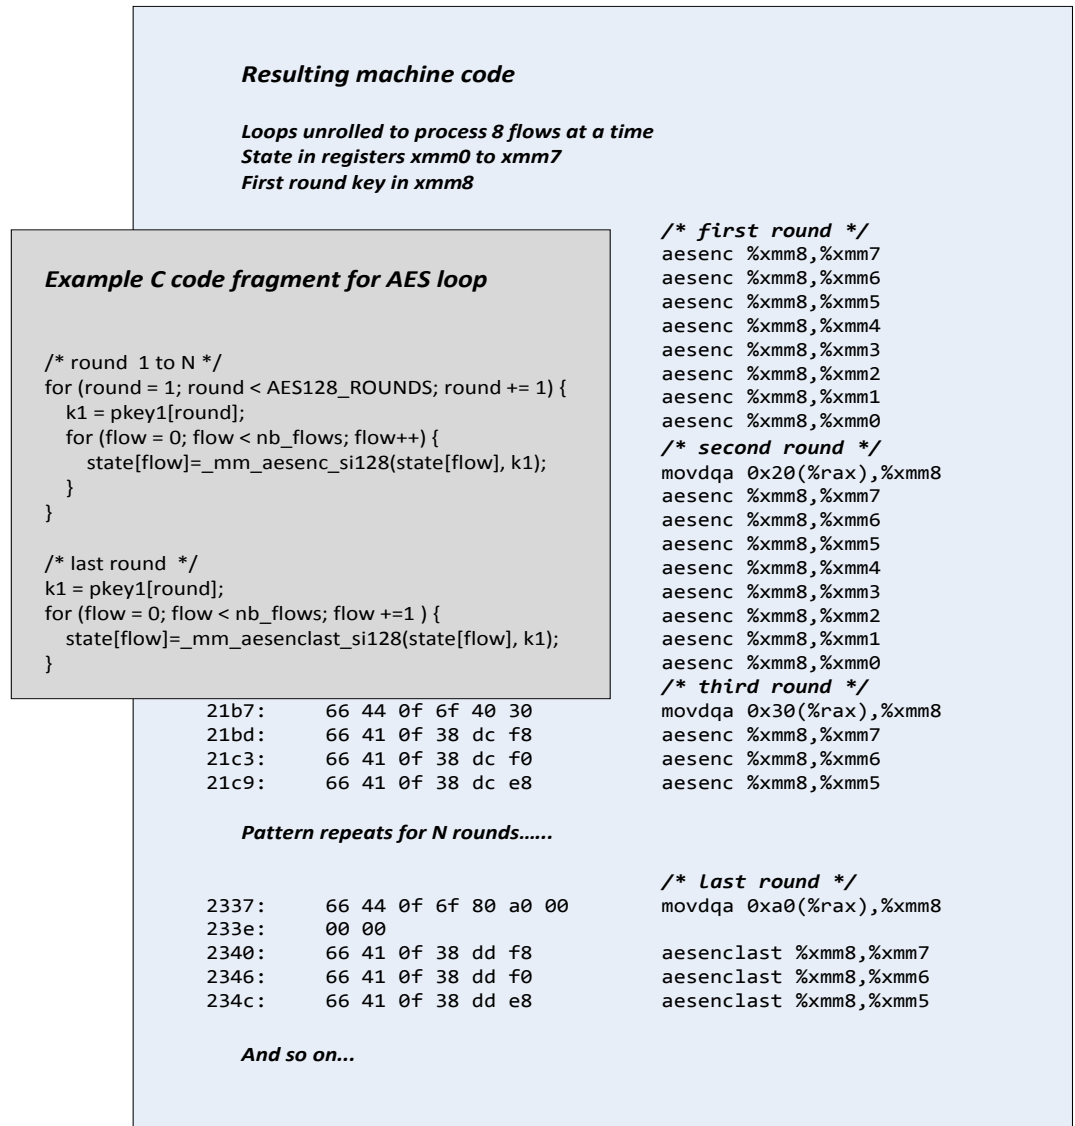 Resulting machine code
Loops unrolled to process 8 flows at a time
State in registers xmm0 to xmm7
First round key in xmm8
Example C code fragment for AES loop
/* round  1 to N */
for (round = 1; round < AES128_ROUNDS; round += 1) {
k1 = pkey1[round];
for (flow = 0; flow < nb_flows; flow++) {
state[flow]=_mm_aesenc_si128(state[flow], k1);
}
}
/* last round  */
k1 = pkey1[round];
for (flow = 0; flow < nb_flows; flow +=1 ) {
state[flow]=_mm_aesenclast_si128(state[flow], k1);
}
/* first round */
aesenc %xmm8,%xmm7
aesenc %xmm8,%xmm6
aesenc %xmm8,%xmm5
aesenc %xmm8,%xmm4
aesenc %xmm8,%xmm3
aesenc %xmm8,%xmm2
aesenc %xmm8,%xmm1
aesenc %xmm8,%xmm0
/* second round */
movdqa 0x20(%rax),%xmm8
aesenc %xmm8,%xmm7
aesenc %xmm8,%xmm6
aesenc %xmm8,%xmm5
aesenc %xmm8,%xmm4
aesenc %xmm8,%xmm3
aesenc %xmm8,%xmm2
aesenc %xmm8,%xmm1
aesenc %xmm8,%xmm0
/* third round */
21b7: 66 44 0f 6f 40 30 movdqa 0x30(%rax),%xmm8
21bd: 66 41 0f 38 dc f8 aesenc %xmm8,%xmm7
21c3: 66 41 0f 38 dc f0 aesenc %xmm8,%xmm6
21c9: 66 41 0f 38 dc e8 aesenc %xmm8,%xmm5
Pattern repeats for N rounds......
/* last round */
2337: 66 44 0f 6f 80 a0 00 movdqa 0xa0(%rax),%xmm8
233e: 00 00
2340: 66 41 0f 38 dd f8 aesenclast %xmm8,%xmm7
2346: 66 41 0f 38 dd f0 aesenclast %xmm8,%xmm6
234c: 66 41 0f 38 dd e8 aesenclast %xmm8,%xmm5
And so on...